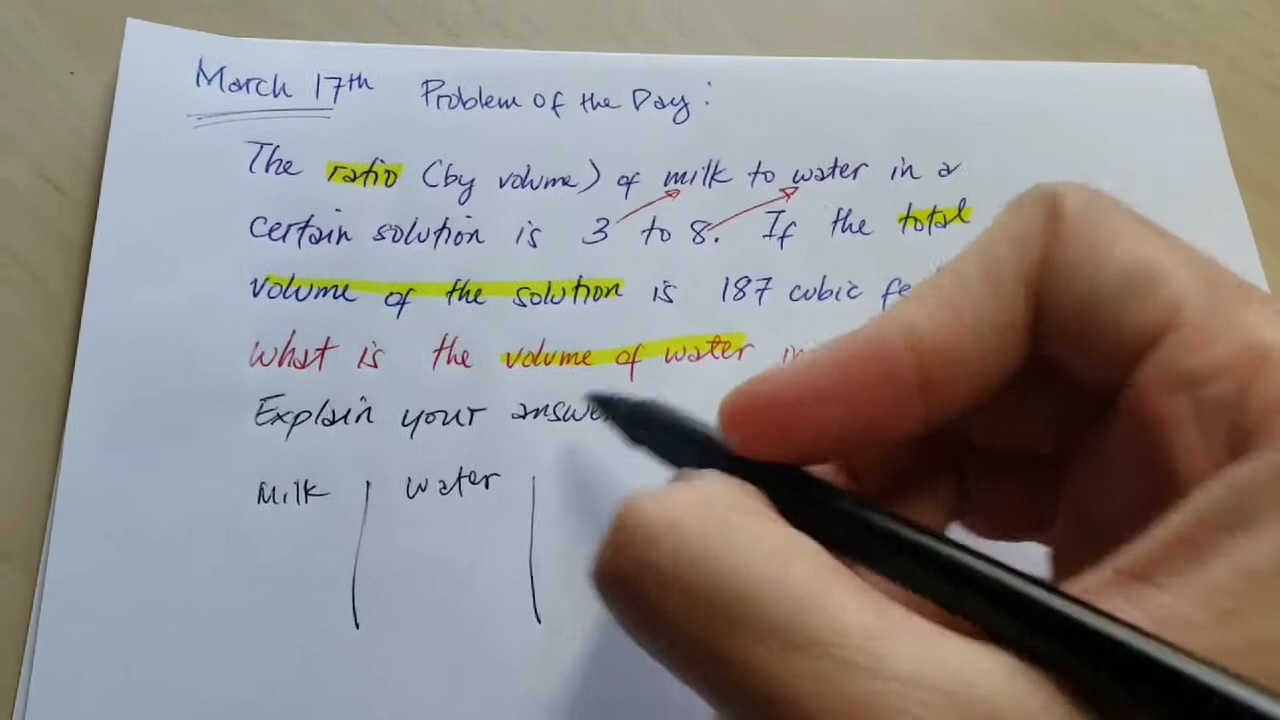 March 17th Problem of the Day:
The ratio (by volume) of milk to water in a
certain solution is 3 to 8. If the total
volume of the solution is 187 cubic
What is the volume of water
Explain your
Milk water